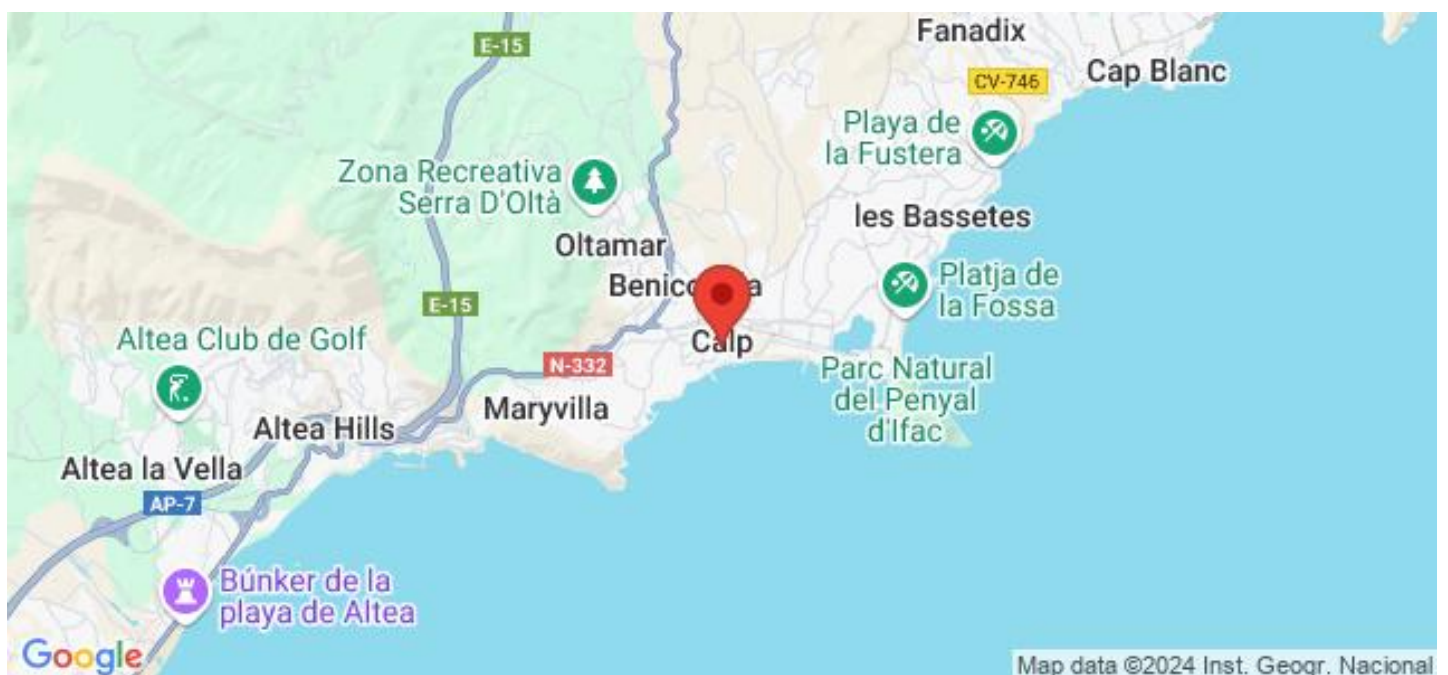 Fanadix
E-15
Cap Blanc
CV-746
Playa de
la Fustera
Zona Recreativa
Serra D'Oltà
les Bassetes
Oltamar
Platja de
la Fossa
E-15
Altea Club de Golf
Calp
N-332
Parc Natural
del Penyal
d'Ifac
Maryvilla
Altea Hills
Altea la Vella
AP-7
Búnker de la
playa de Altea
Google
Map data ©2024 Inst. Geogr. Nacional